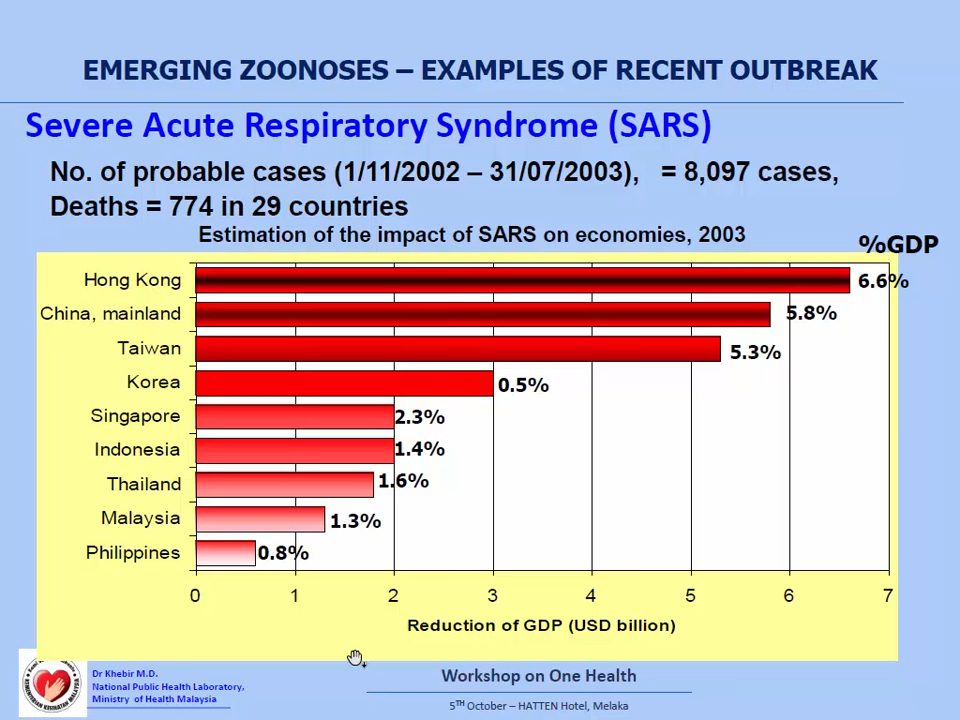 EMERGING ZOONOSES – EXAMPLES OF RECENT OUTBREAK
Severe Acute Respiratory Syndrome (SARS)
No. of probable cases (1/11/2002 – 31/07/2003), = 8,097 cases,
Deaths = 774 in 29 countries
Estimation of the impact of SARS on economies, 2003
%GDP
Hong Kong 6.6%
China, mainland 5.8%
Taiwan 5.3%
Korea 0.5%
Singapore 2.3%
Indonesia 1.4%
Thailand 1.6%
Malaysia 1.3%
Philippines 0.8%
0 1 2 3 4 5 6 7
Reduction of GDP (USD billion)
Dr Khebir M.D.
National Public Health Laboratory,
Ministry of Health Malaysia
Workshop on One Health
5TH October – HATTEN Hotel, Melaka